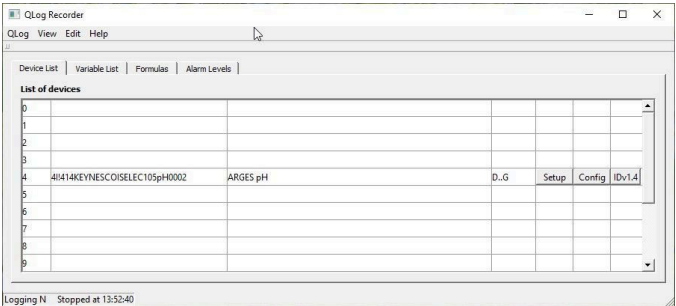 QLog Recorder
QLog View Edit Help
Device List Variable List Formulas Alarm Levels
List of devices
0
1
2
3
4 4!!414KEYNESCOISELEC105pH0002 ARGES pH D..G Setup Config IDv1.4
5
6
7
8
9
Logging N Stopped at 13:52:40